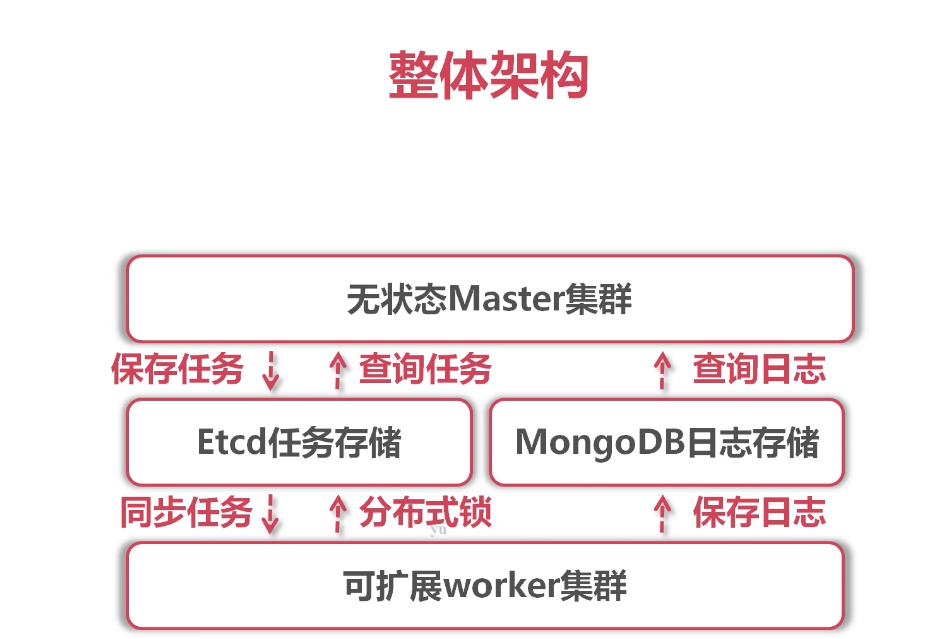 整体架构
无状态Master集群
保存任务 查询任务 查询日志
Etcd任务存储 MongoDB日志存储
同步任务 分布式锁 保存日志
yu
可扩展worker集群